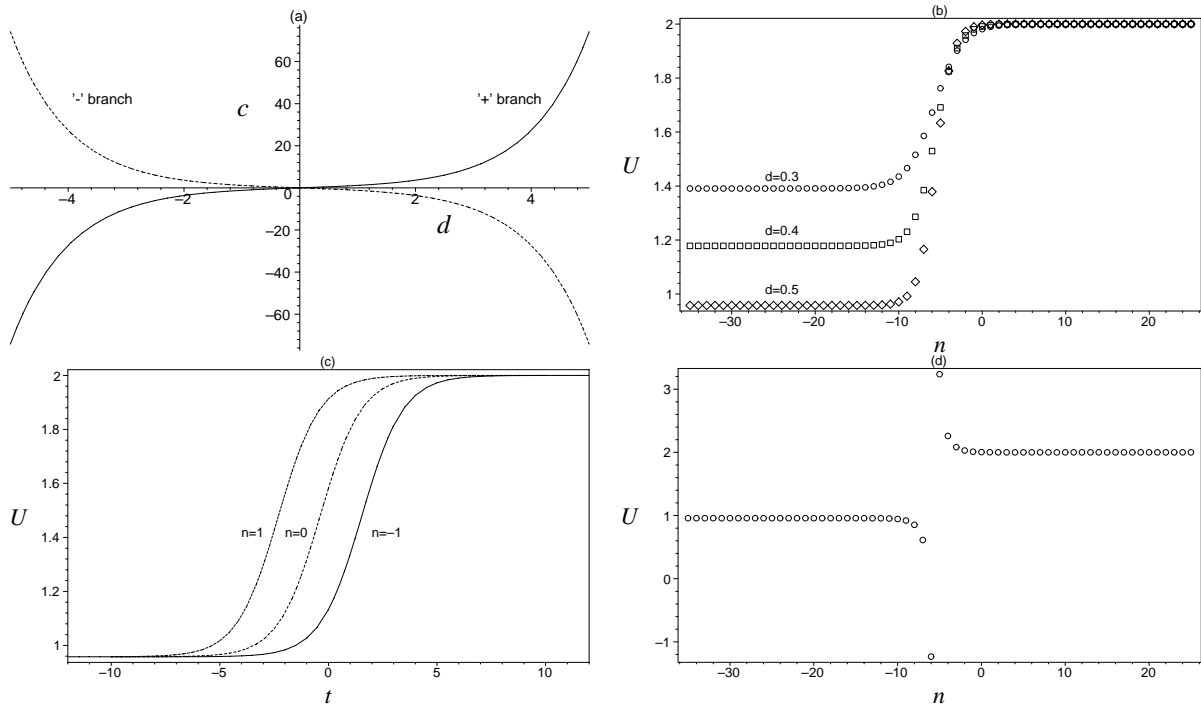 (a)
'-' branch
'+' branch
c
60
40
20
–4
–2
0
2
4
d
–20
–40
–60
(b)
2
1.8
1.6
U
1.4
d=0.3
1.2
d=0.4
1
d=0.5
–30
–20
–10
0
10
20
n
(c)
2
1.8
1.6
U
1.4
n=1
n=0
n=–1
1.2
1
–10
–5
0
5
10
t
(d)
3
2
U
1
0
–1
–30
–20
–10
0
10
20
n